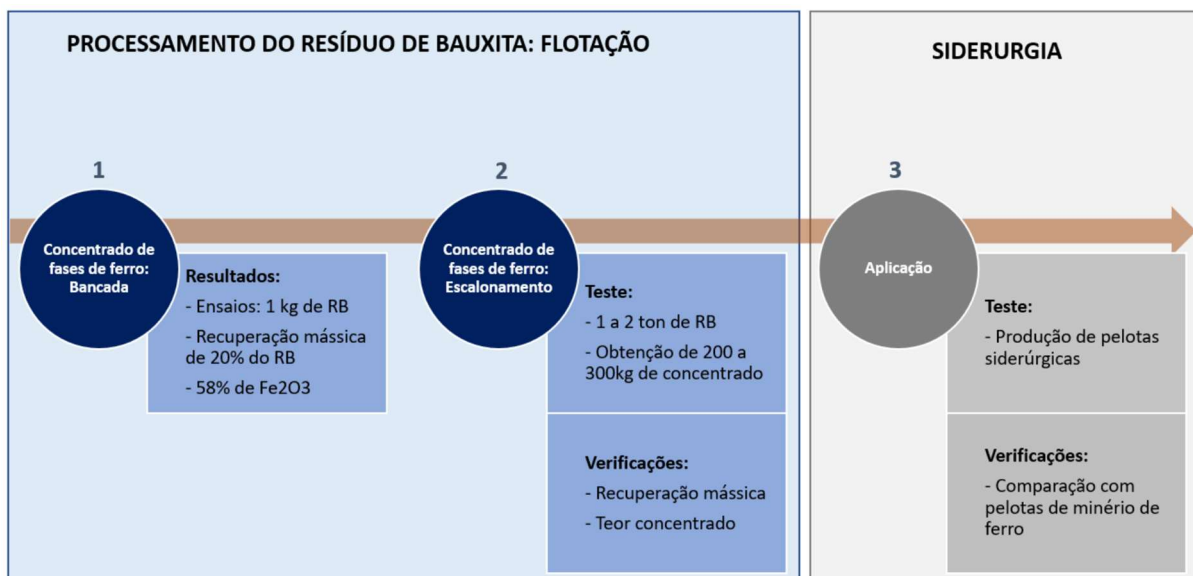 PROCESSAMENTO DO RESÍDUO DE BAUXITA: FLOTAÇÃO
SIDERURGIA
1
Concentrado de
fases de ferro:
Bancada
Resultados:
- Ensaios: 1 kg de RB
- Recuperação mássica
de 20% do RB
- 58% de Fe2O3
2
Concentrado de
fases de ferro:
Escalonamento
Teste:
- 1 a 2 ton de RB
- Obtenção de 200 a
300kg de concentrado
Verificações:
- Recuperação mássica
- Teor concentrado
3
Aplicação
Teste:
- Produção de pelotas
siderúrgicas
Verificações:
- Comparação com
pelotas de minério de
ferro